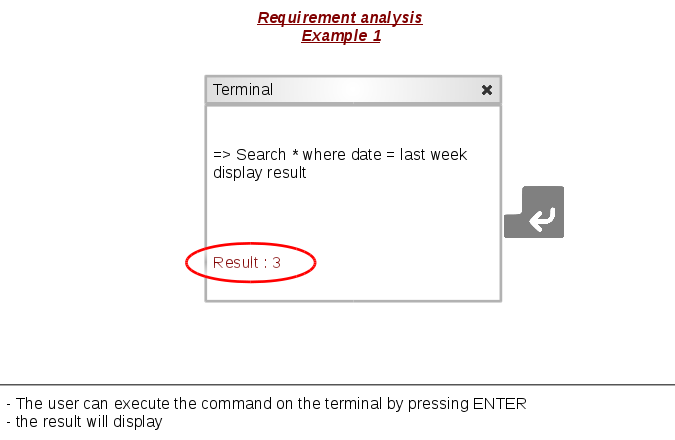 Requirement analysis
Example 1
Terminal
=> Search * where date = last week
display result
Result : 3
- The user can execute the command on the terminal by pressing ENTER
- the result will display